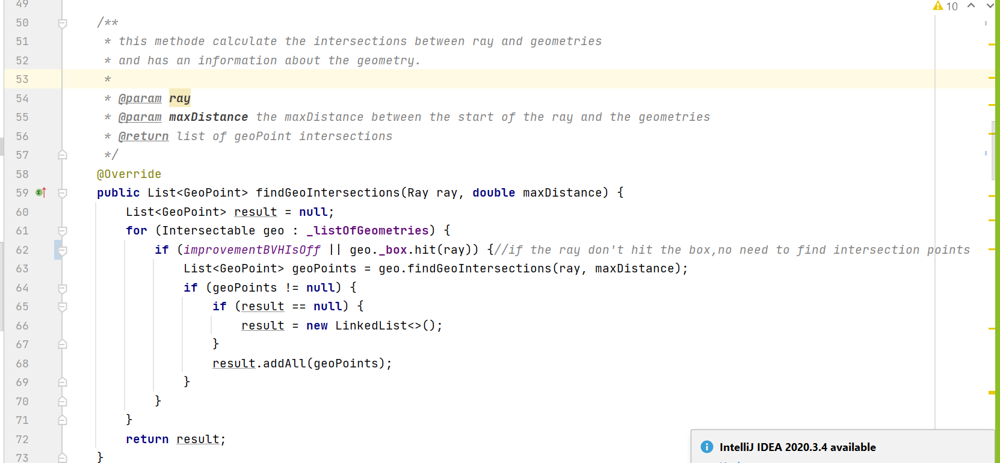 49
10
50 /**
51 * this methode calculate the intersections between ray and geometries
52 * and has an information about the geometry.
53 *
54 * @param ray
55 * @param maxDistance the maxDistance between the start of the ray and the geometries
56 * @return list of geoPoint intersections
57 */
58 @Override
59 public List<GeoPoint> findGeoIntersections(Ray ray, double maxDistance) {
60 List<GeoPoint> result = null;
61 for (Intersectable geo : _listOfGeometries) {
62 if (improvementBVHIsOff || geo._box.hit(ray)) {//if the ray don't hit the box,no need to find intersection points
63 List<GeoPoint> geoPoints = geo.findGeoIntersections(ray, maxDistance);
64 if (geoPoints != null) {
65 if (result == null) {
66 result = new LinkedList<>();
67 }
68 result.addAll(geoPoints);
69 }
70 }
71 }
72 return result;
73 }
IntelliJ IDEA 2020.3.4 available